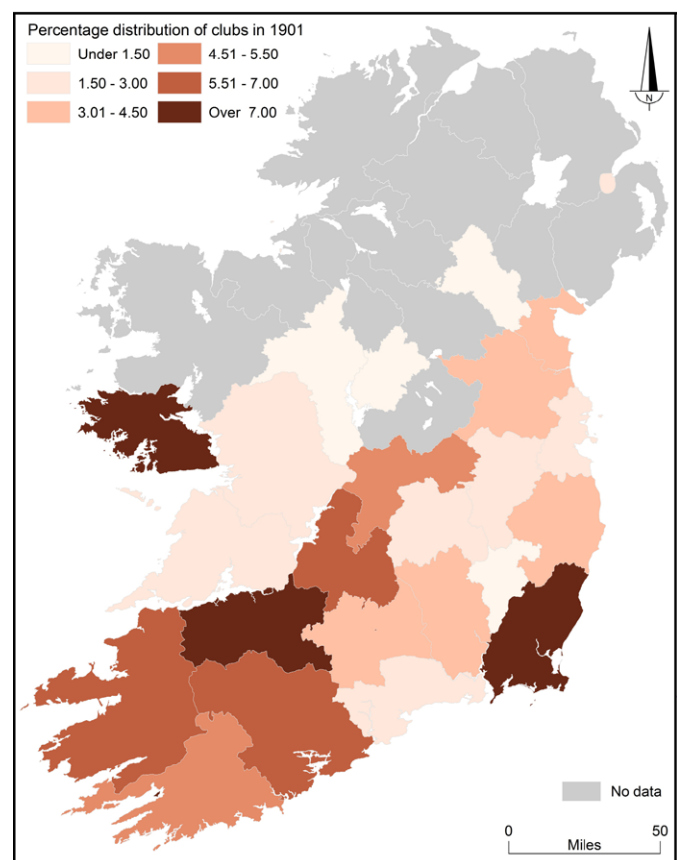 Percentage distribution of clubs in 1901
Under 1.50
1.50 - 3.00
3.01 - 4.50
4.51 - 5.50
5.51 - 7.00
Over 7.00
N
No data
0 50
Miles